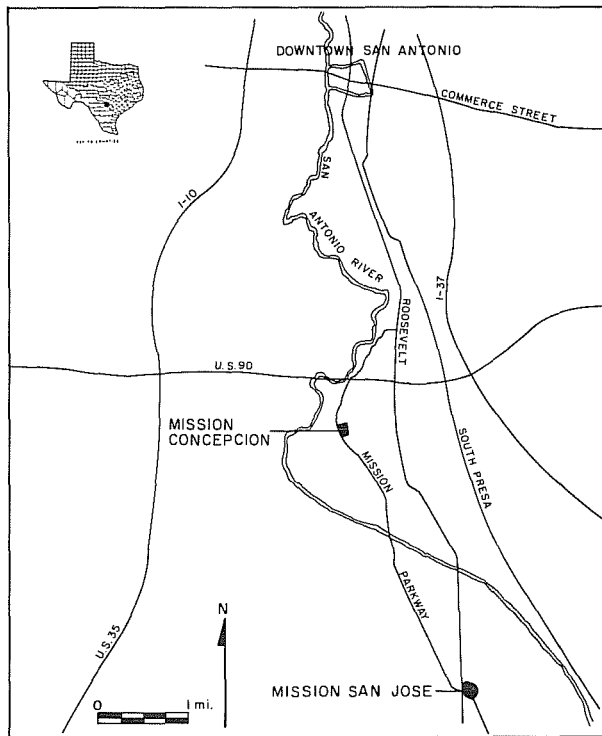 DOWNTOWN SAN ANTONIO
COMMERCE STREET
I-10
SAN
ANTONIO
RIVER
I-37
ROOSEVELT
U.S.90
MISSION
CONCEPCION
MISSION
SOUTH PRESA
PARKWAY
U.S.35
N
0 1 mi.
MISSION SAN JOSE